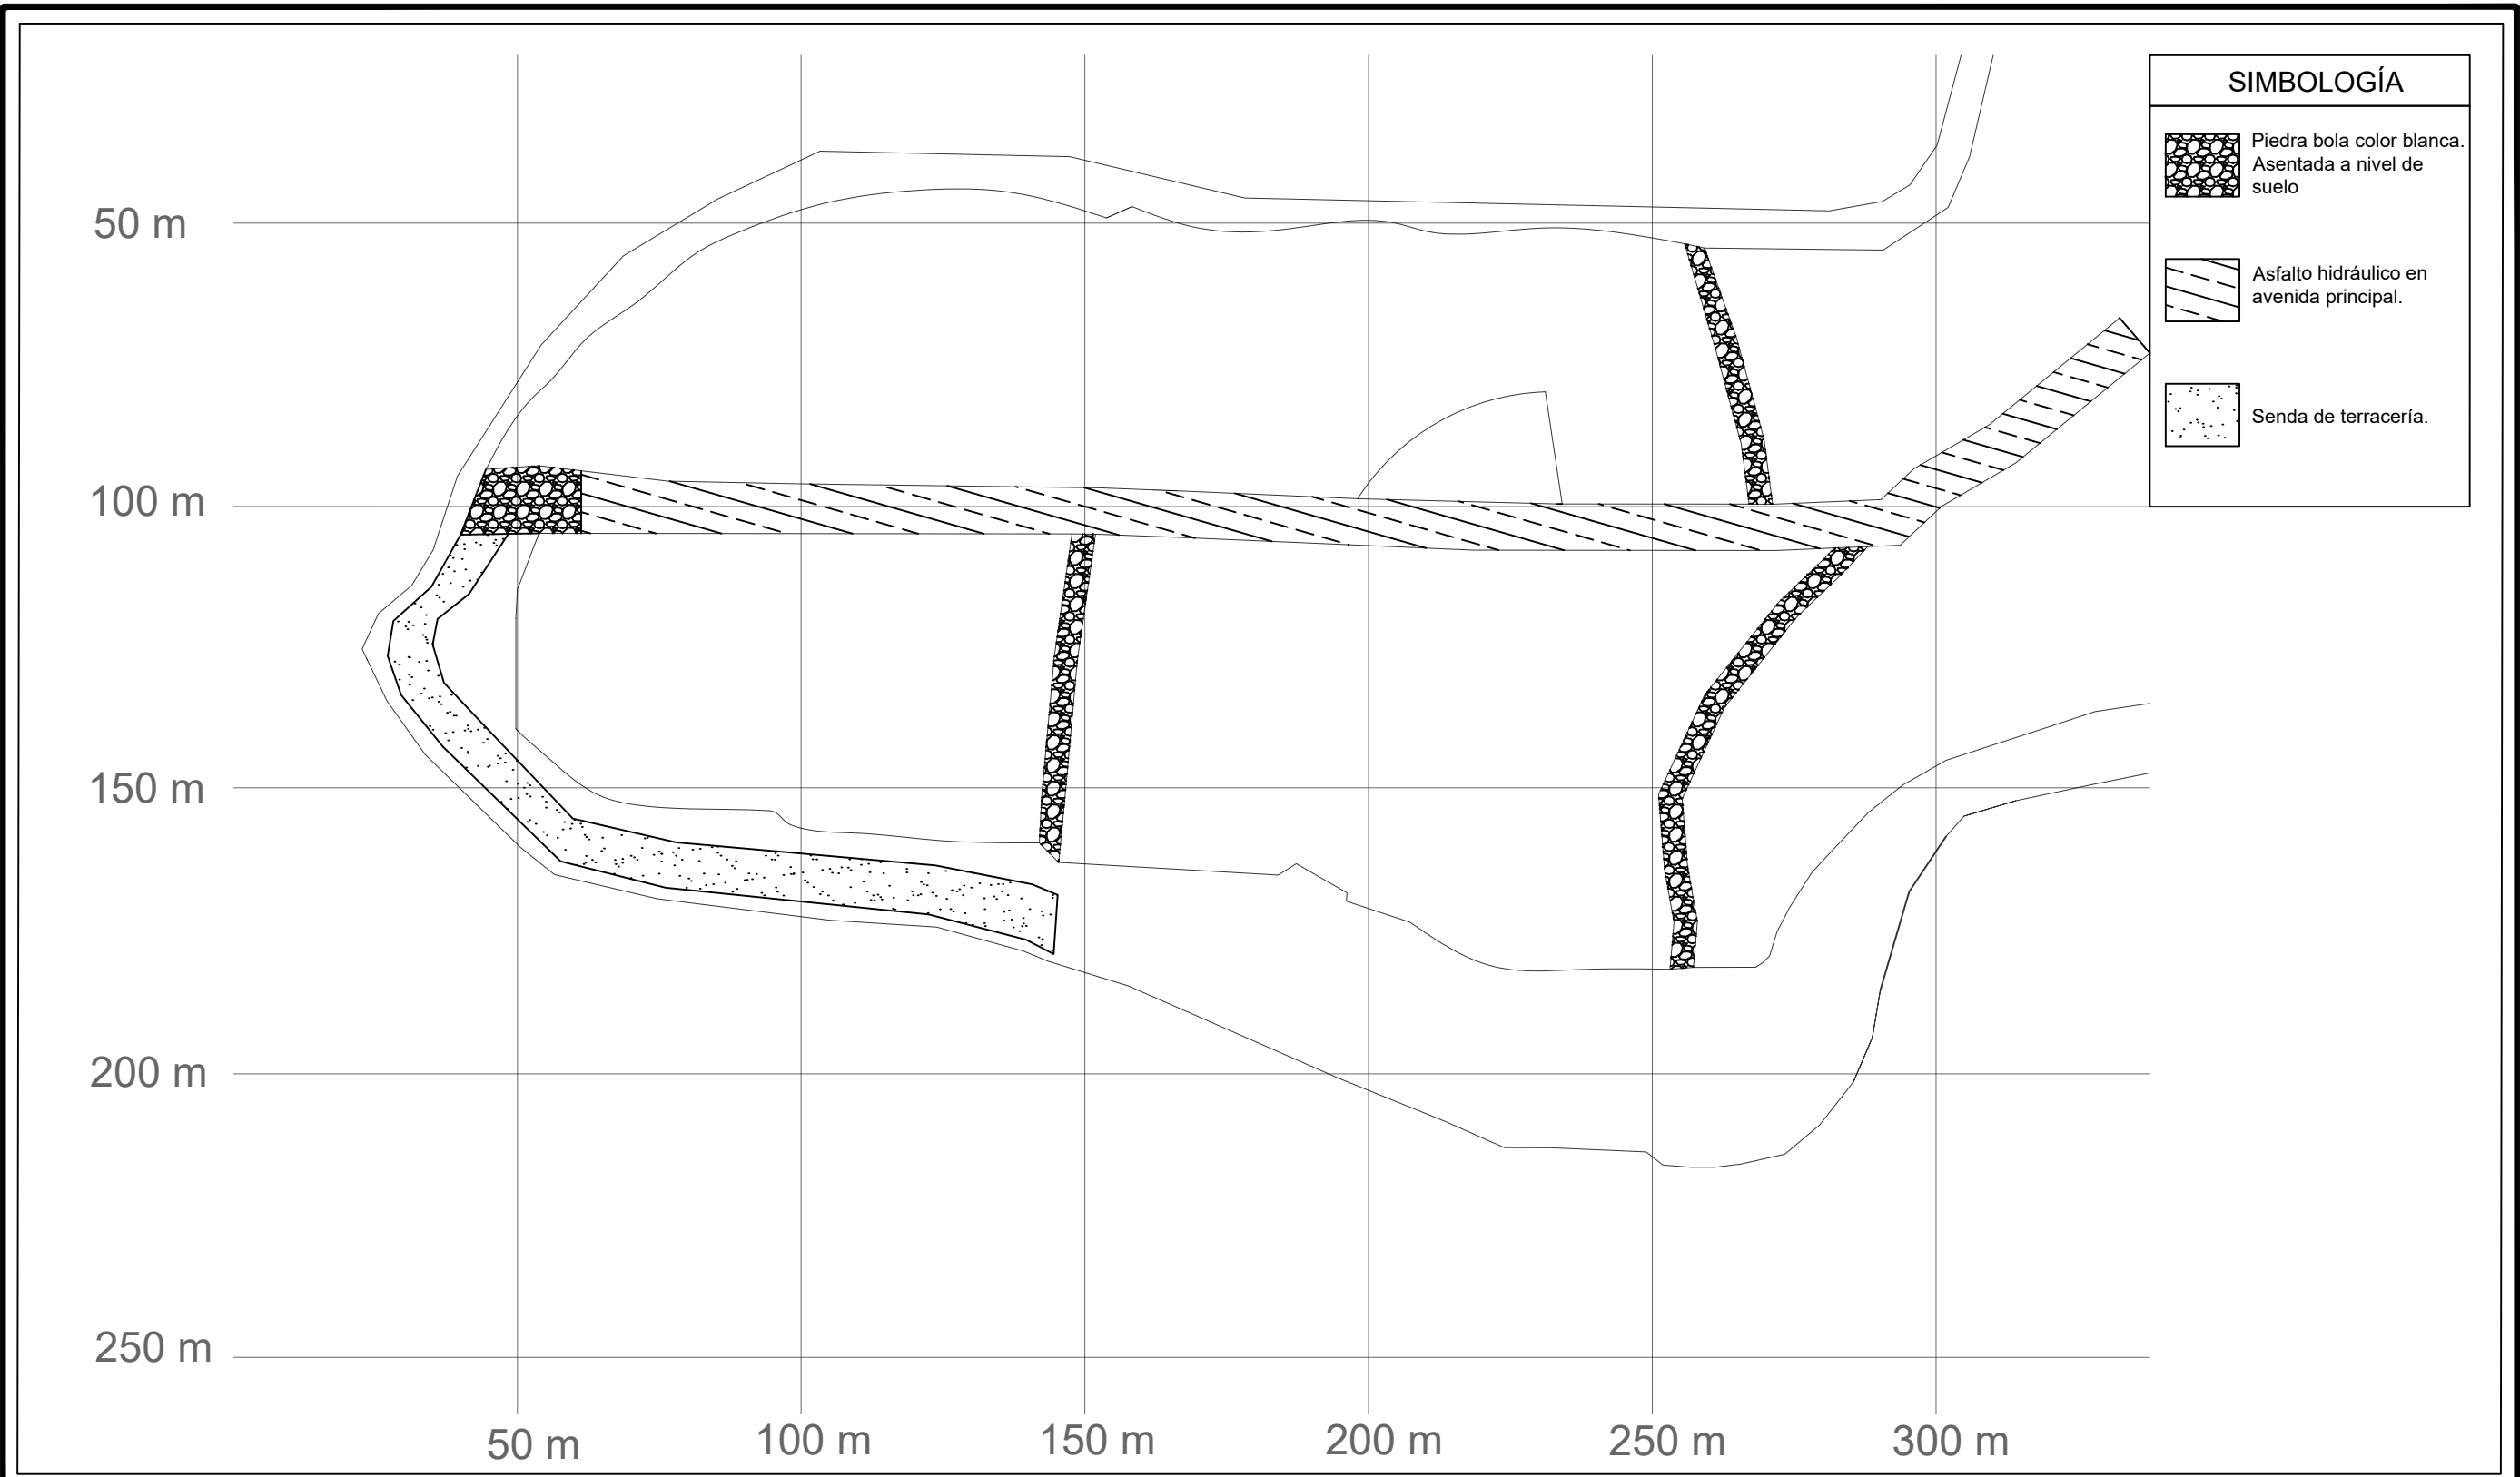 SIMBOLOGÍA
Piedra bola color blanca.
Asentada a nivel de
suelo
Asfalto hidráulico en
avenida principal.
Senda de terracería.
50 m
100 m
150 m
200 m
250 m
50 m
100 m
150 m
200 m
250 m
300 m